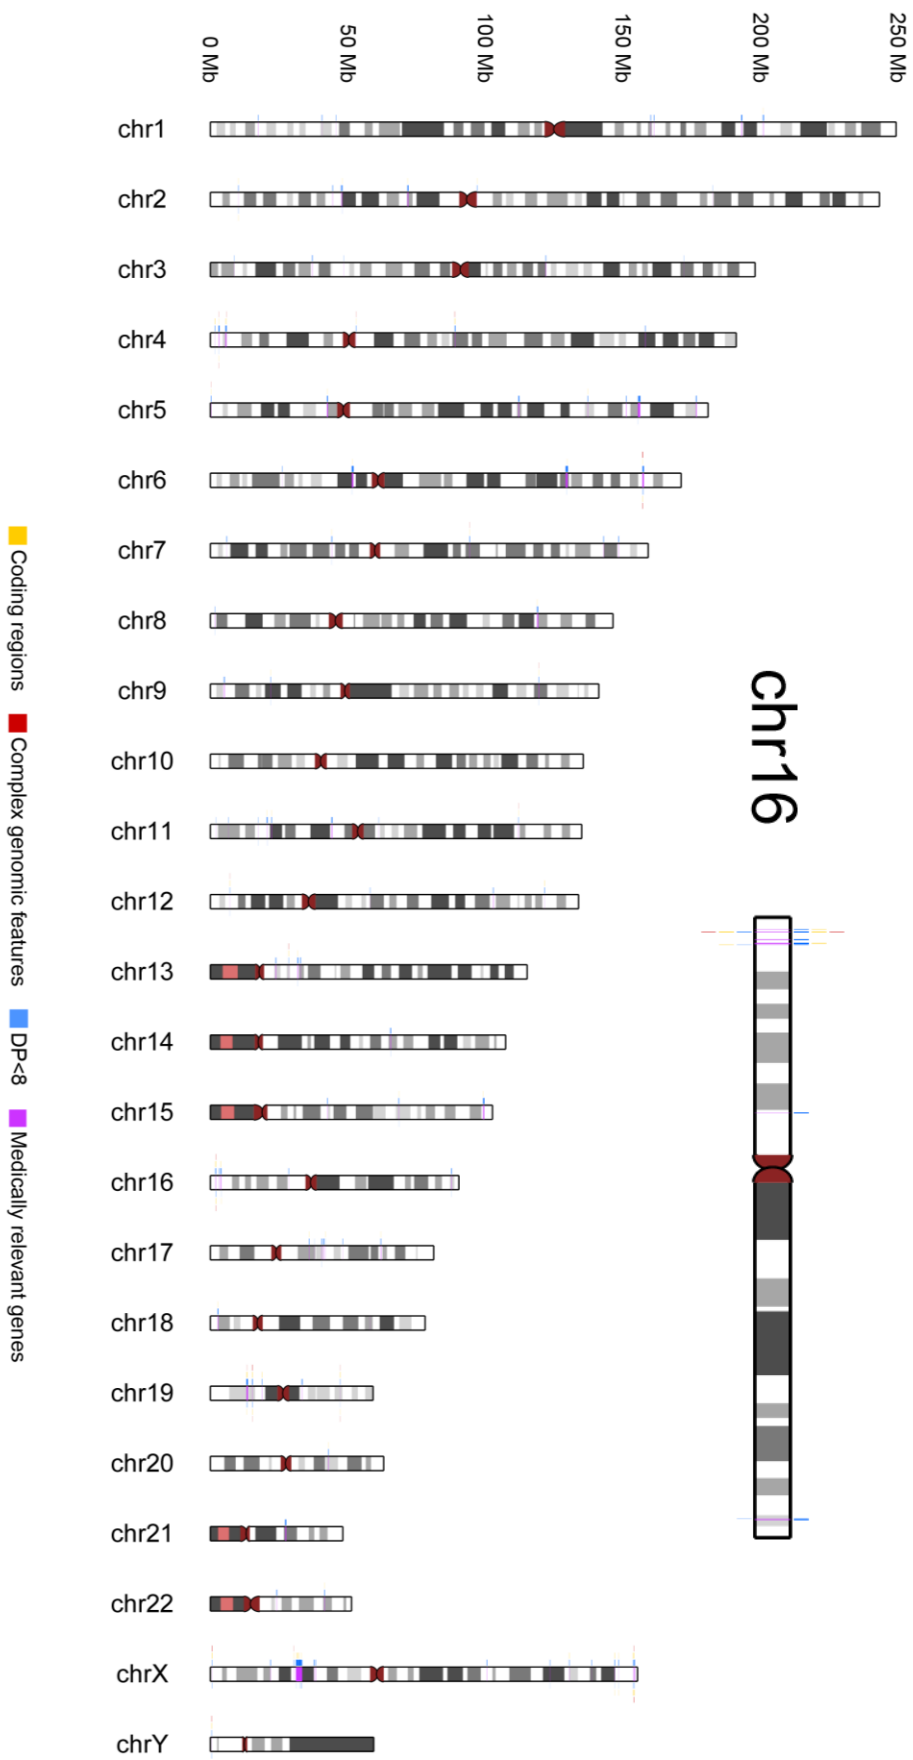 0 Mb
50 Mb
100 Mb
150 Mb
200 Mb
250 Mb
chr1
chr2
chr3
chr4
chr5
chr6
chr7
chr8
chr9
chr10
chr11
chr12
chr13
chr14
chr15
chr16
chr17
chr18
chr19
chr20
chr21
chr22
chrX
chrY
chr16
Coding regions
Complex genomic features
DP<8
Medically relevant genes